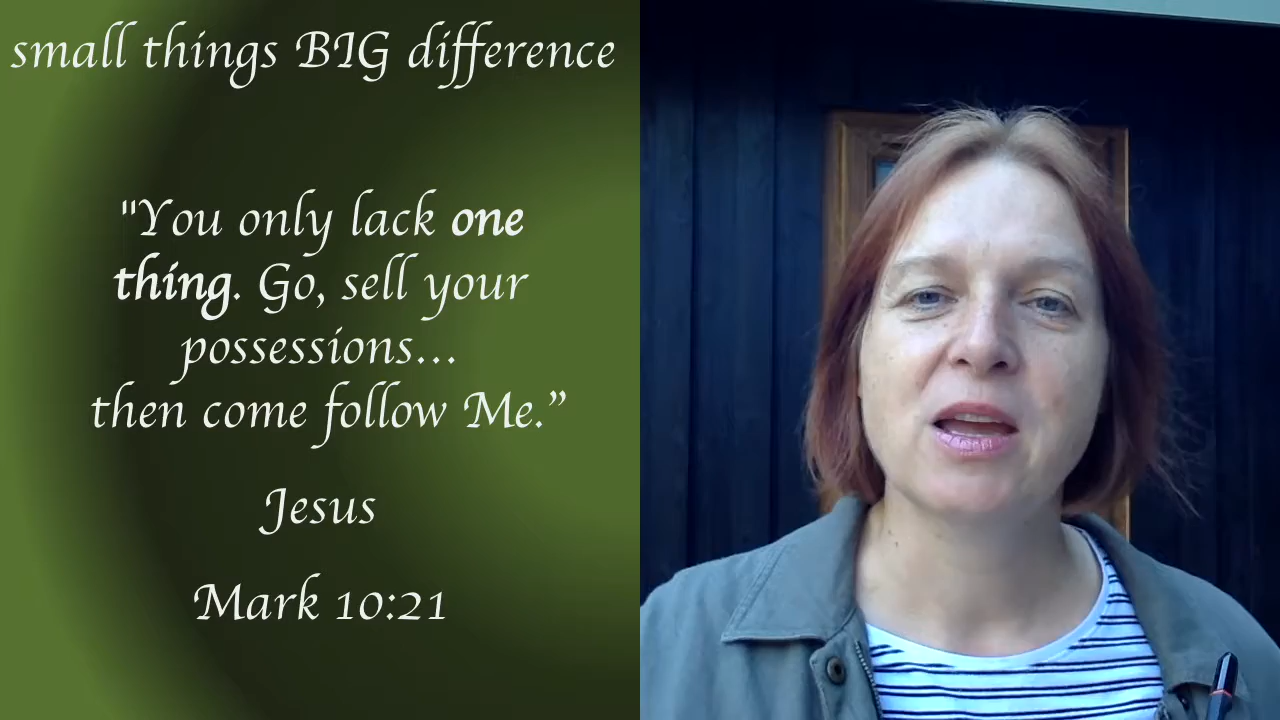 small things BIG difference
"You only lack one
thing. Go, sell your
possessions...
then come follow Me.”
Jesus
Mark 10:21